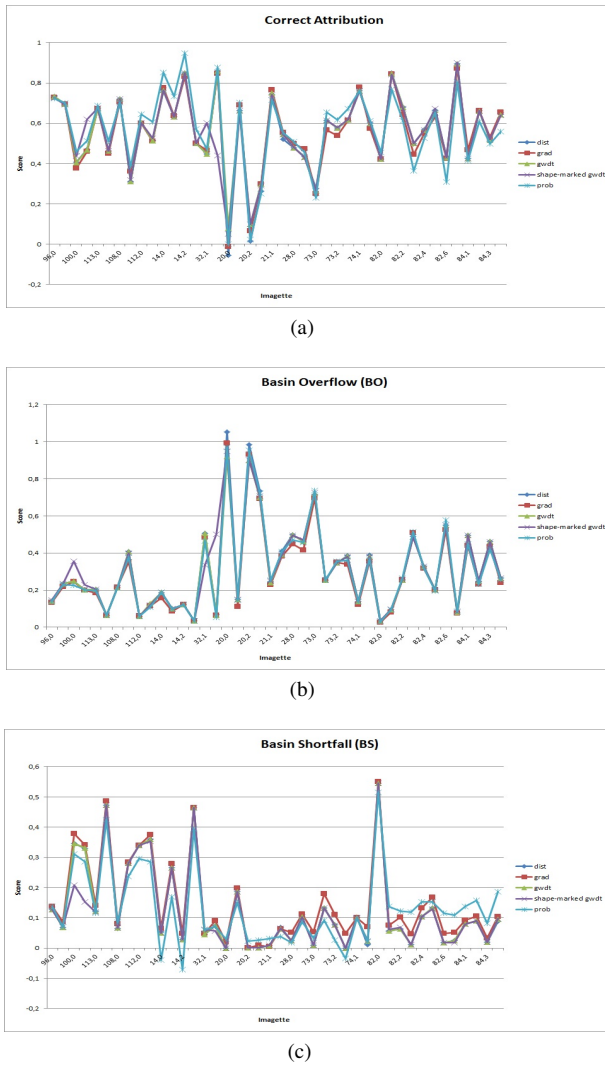 Correct Attribution
1
0,8
0,6
0,4
0,2
0
-0,2
Score
96,0 100,0 113,0 108,0 112,0 14,0 14,2 32,1 20,0 20,2 21,1 28,0 73,0 73,2 74,1 82,0 82,2 82,4 82,6 84,1 84,3
Imagette
dist
grad
gwdt
shape-marked gwdt
prob
(a)
Basin Overflow (BO)
1,2
1
0,8
0,6
0,4
0,2
0
Score
96,0 100,0 113,0 108,0 112,0 14,0 14,2 32,1 20,0 20,2 21,1 28,0 73,0 73,2 74,1 82,0 82,2 82,4 82,6 84,1 84,3
Imagette
dist
grad
gwdt
shape-marked gwdt
prob
(b)
Basin Shortfall (BS)
0,6
0,5
0,4
0,3
0,2
0,1
0
-0,1
-0,2
Score
96,0 100,0 113,0 108,0 112,0 14,0 14,2 32,1 20,0 20,2 21,1 28,0 73,0 73,2 74,1 82,0 82,2 82,4 82,6 84,1 84,3
Imagette
dist
grad
gwdt
shape-marked gwdt
prob
(c)